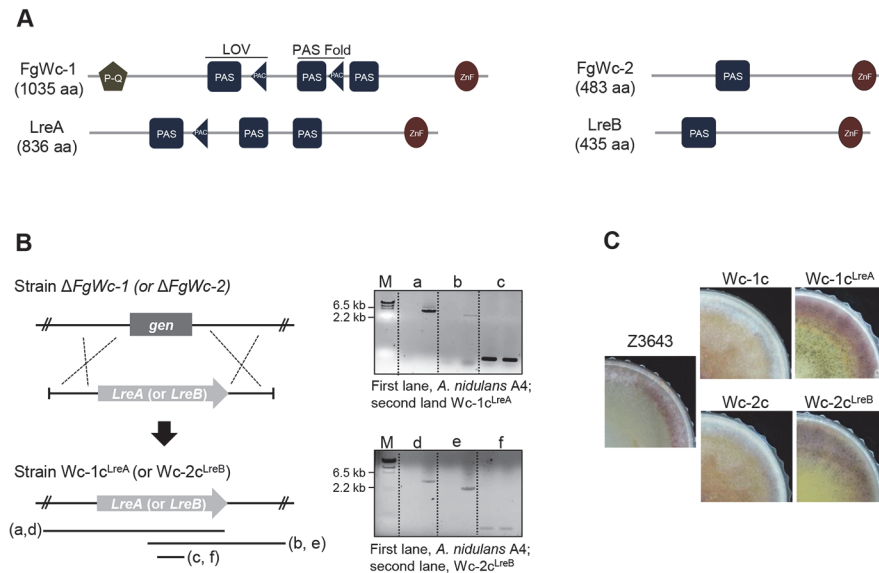 A
LOV
PAS Fold
FgWc-1
(1035 aa)
P-Q
PAS
PAC
PAS
PAC
PAS
ZnF
FgWc-2
(483 aa)
PAS
ZnF
LreA
(836 aa)
PAS
PAC
PAS
PAS
ZnF
LreB
(435 aa)
PAS
ZnF
B
Strain ΔFgWc-1 (or ΔFgWc-2)
gen
LreA (or LreB)
Strain Wc-1cLreA (or Wc-2cLreB)
LreA (or LreB)
(a,d)
(b, e)
(c, f)
M a b c
6.5 kb
2.2 kb
First lane, A. nidulans A4;
second land Wc-1cLreA
M d e f
6.5 kb
2.2 kb
First lane, A. nidulans A4;
second lane, Wc-2cLreB
C
Wc-1c
Wc-1cLreA
Z3643
Wc-2c
Wc-2cLreB